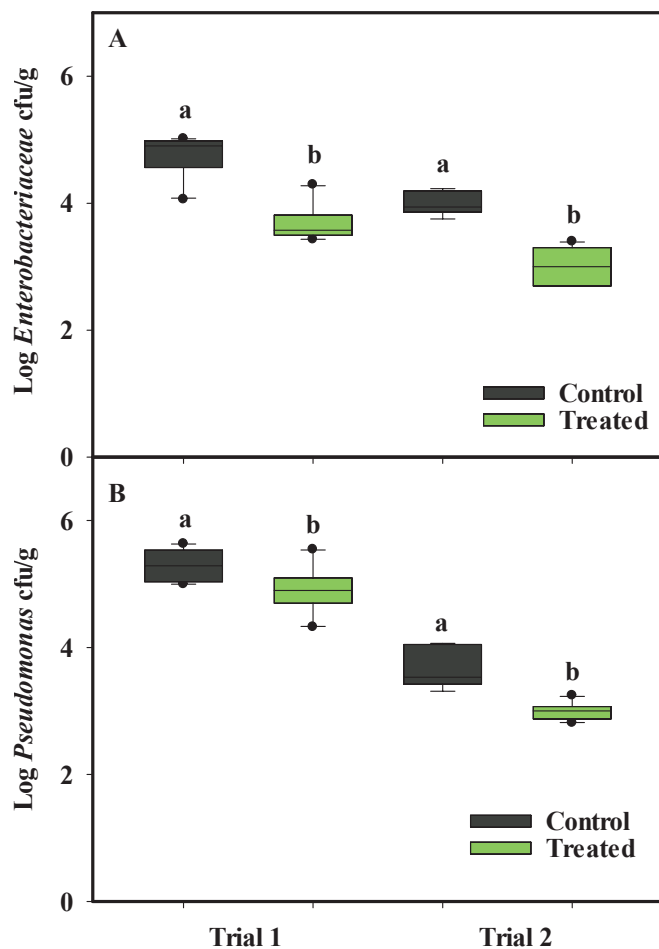 A
6
a
b
a
b
4
2
0
Log Enterobacteriaceae cfu/g
Control
Treated
B
6
a
b
a
b
4
2
0
Log Pseudomonas cfu/g
Control
Treated
Trial 1 Trial 2